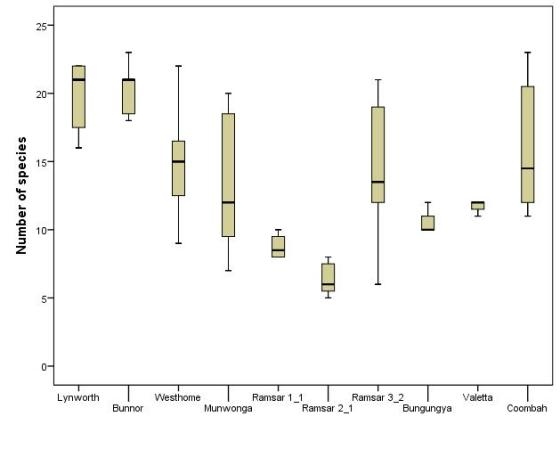 Number of species
25
20
15
10
5
0
Lynworth
Bunnor
Westhome
Munwonga
Ramsar 1_1
Ramsar 2_1
Ramsar 3_2
Bungungya
Valetta
Coombah